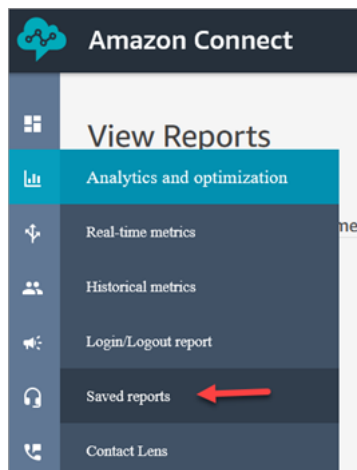 Amazon Connect
View Reports
Analytics and optimization
Real-time metrics
Historical metrics
Login/Logout report
Saved reports
Contact Lens